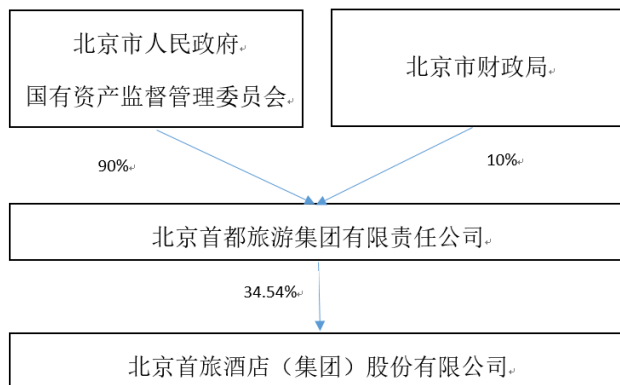 北京市人民政府
国有资产监督管理委员会
北京市财政局
90%
10%
北京首都旅游集团有限责任公司
34.54%
北京首旅酒店（集团）股份有限公司